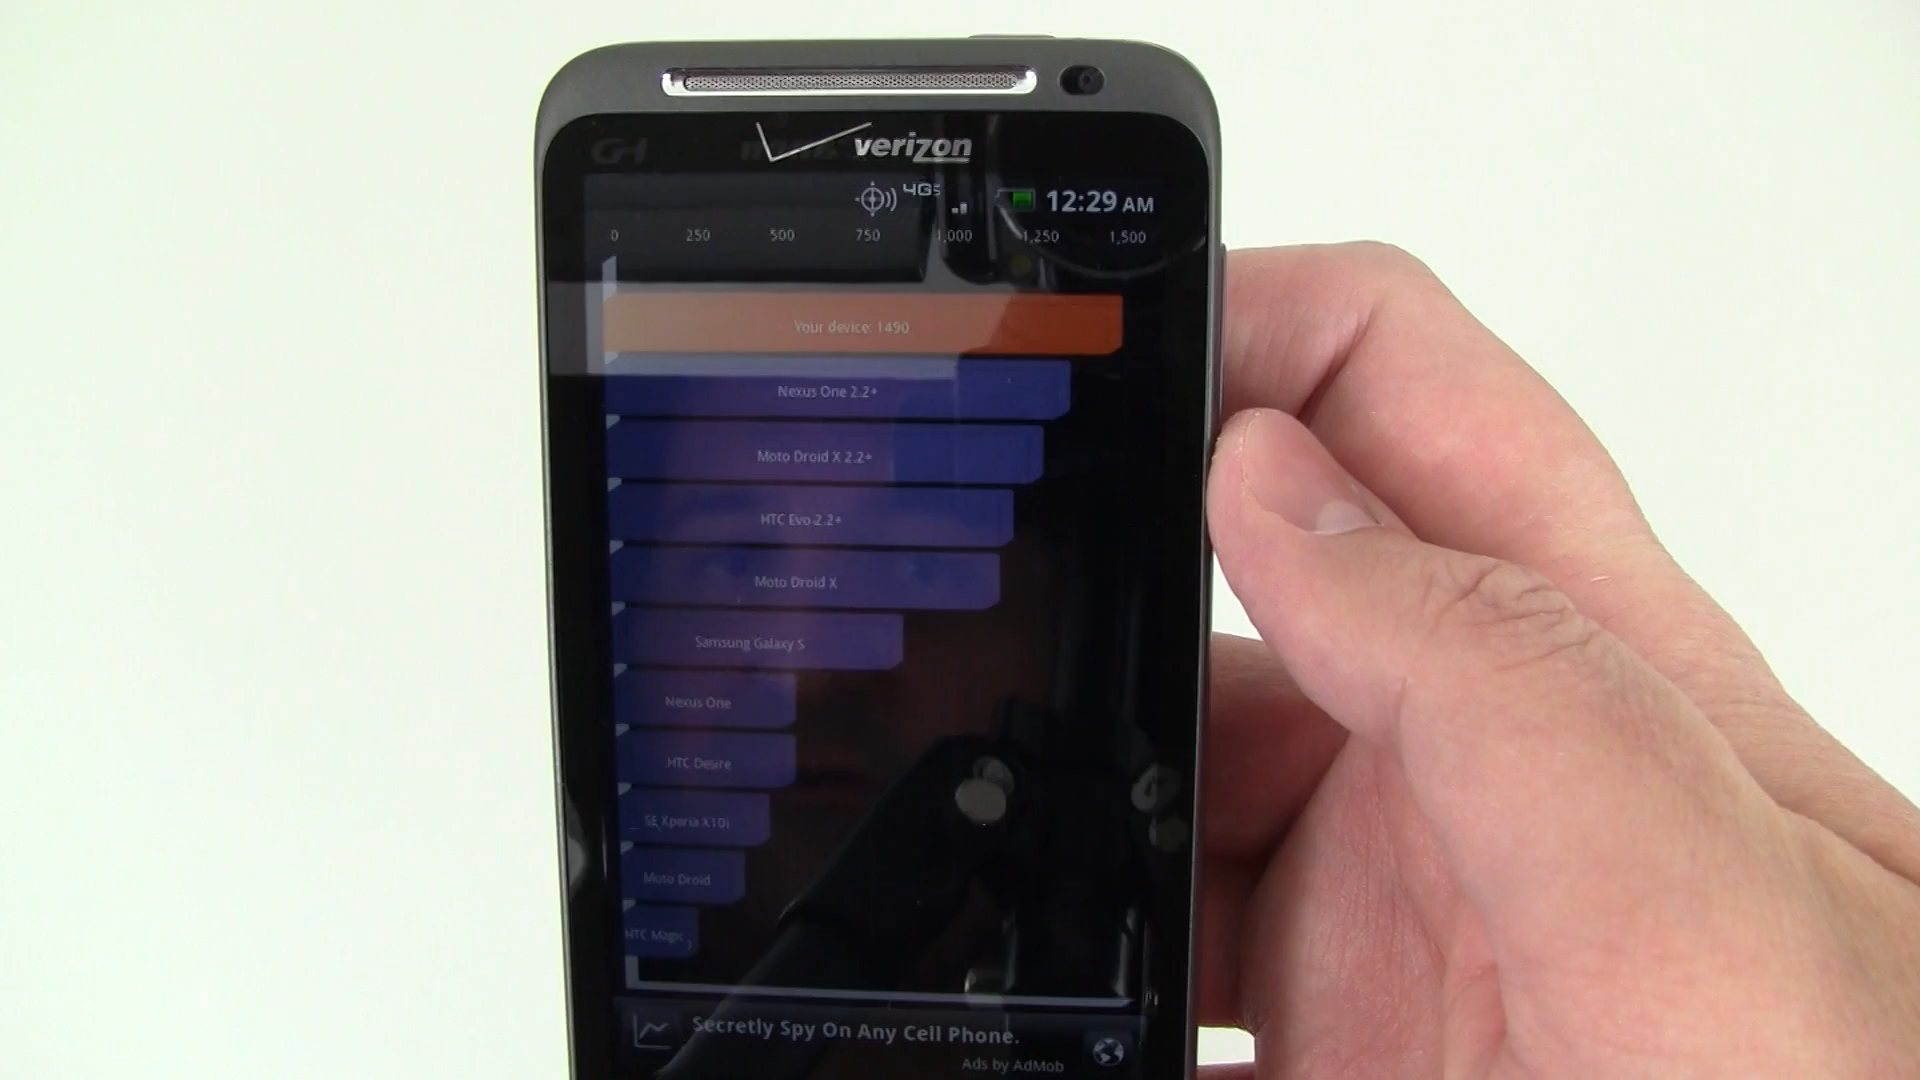 verizon
4G 12:29 AM
0 250 500 750 1,000 1,250 1,500
Your device: 1490
Nexus One 2.2+
Moto Droid X 2.2+
HTC Evo 2.2+
Moto Droid X
Samsung Galaxy S
Nexus One
HTC Desire
SE Xperia X10i
Moto Droid
HTC Magic
Secretly Spy On Any Cell Phone.
Ads by AdMob